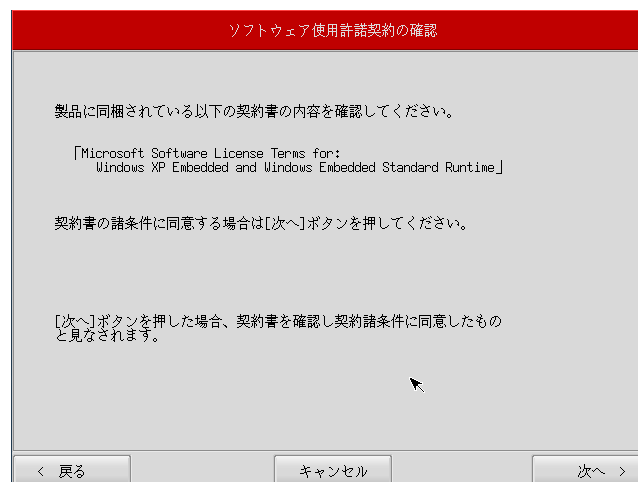 ソフトウェア使用許諾契約の確認
製品に同梱されている以下の契約書の内容を確認してください。
「Microsoft Software License Terms for:
Windows XP Embedded and Windows Embedded Standard Runtime」
契約書の諸条件に同意する場合は[次へ]ボタンを押してください。
[次へ]ボタンを押した場合、契約書を確認し契約諸条件に同意したもの
と見なされます。
< 戻る
キャンセル
次へ >